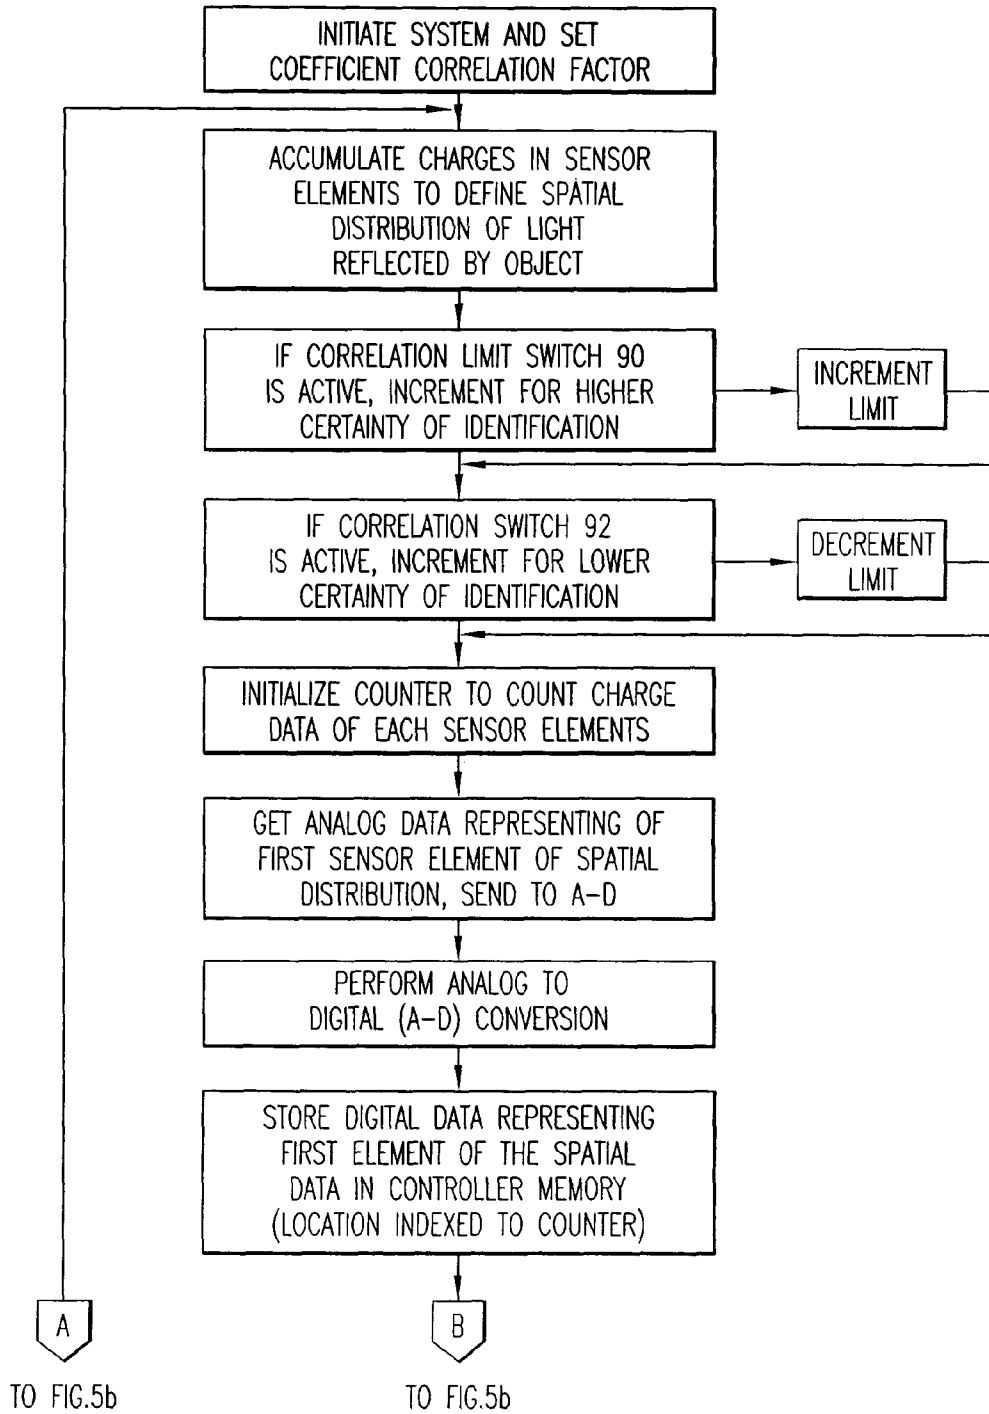 INITIATE SYSTEM AND SET
COEFFICIENT CORRELATION FACTOR
ACCUMULATE CHARGES IN SENSOR
ELEMENTS TO DEFINE SPATIAL
DISTRIBUTION OF LIGHT
REFLECTED BY OBJECT
IF CORRELATION LIMIT SWITCH 90
IS ACTIVE, INCREMENT FOR HIGHER
CERTAINTY OF IDENTIFICATION
INCREMENT
LIMIT
IF CORRELATION SWITCH 92
IS ACTIVE, INCREMENT FOR LOWER
CERTAINTY OF IDENTIFICATION
DECREMENT
LIMIT
INITIALIZE COUNTER TO COUNT CHARGE
DATA OF EACH SENSOR ELEMENTS
GET ANALOG DATA REPRESENTING OF
FIRST SENSOR ELEMENT OF SPATIAL
DISTRIBUTION, SEND TO A-D
PERFORM ANALOG TO
DIGITAL (A-D) CONVERSION
STORE DIGITAL DATA REPRESENTING
FIRST ELEMENT OF THE SPATIAL
DATA IN CONTROLLER MEMORY
(LOCATION INDEXED TO COUNTER)
A
B
TO FIG.5b
TO FIG.5b